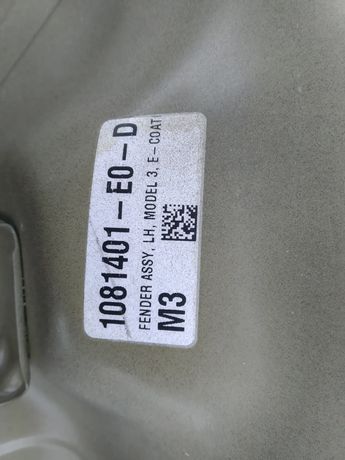 1081401-E0-D
FENDER ASSY, LH, MODEL 3, E-COAT
M3